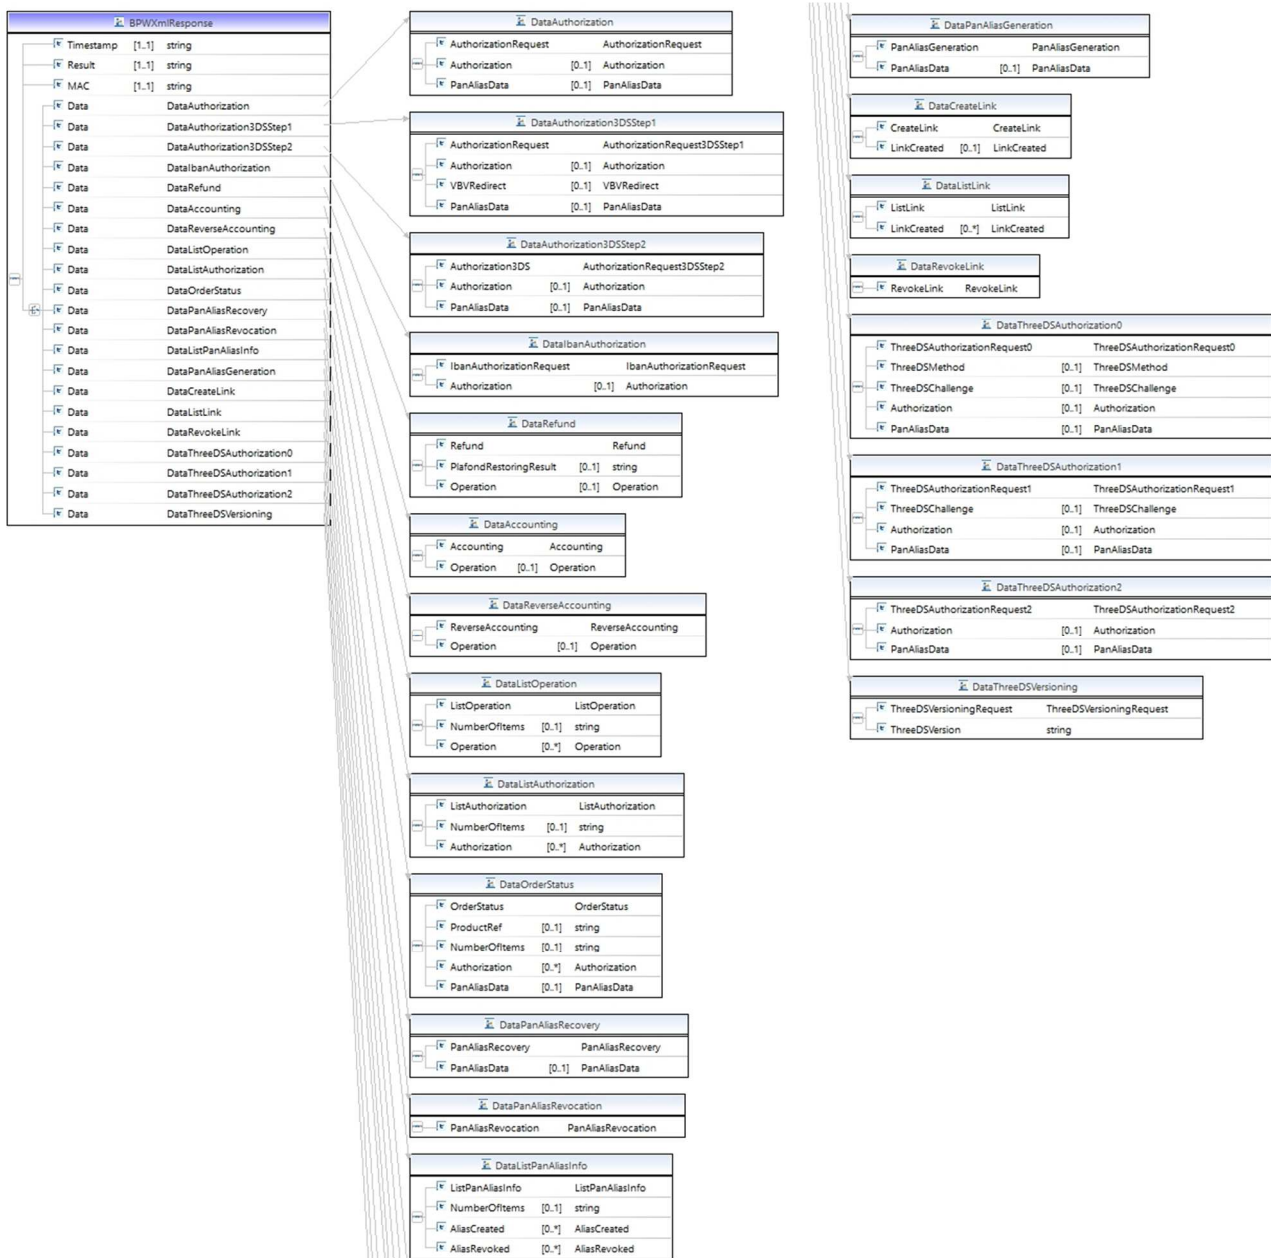 BPWXmlResponse
Timestamp [1..1] string
Result [1..1] string
MAC [1..1] string
Data DataAuthorization
Data DataAuthorization3DSStep1
Data DataAuthorization3DSStep2
Data DataIbanAuthorization
Data DataRefund
Data DataAccounting
Data DataReverseAccounting
Data DataListOperation
Data DataListAuthorization
Data DataOrderStatus
Data DataPanAliasRecovery
Data DataPanAliasRevocation
Data DataListPanAliasInfo
Data DataPanAliasGeneration
Data DataCreateLink
Data DataListLink
Data DataRevokeLink
Data DataThreeDSAuthorization0
Data DataThreeDSAuthorization1
Data DataThreeDSAuthorization2
Data DataThreeDSVersioning
DataAuthorization
AuthorizationRequest AuthorizationRequest
Authorization [0..1] Authorization
PanAliasData [0..1] PanAliasData
DataAuthorization3DSStep1
AuthorizationRequest AuthorizationRequest3DSStep1
Authorization [0..1] Authorization
VBVRedirect [0..1] VBVRedirect
PanAliasData [0..1] PanAliasData
DataAuthorization3DSStep2
Authorization3DS AuthorizationRequest3DSStep2
Authorization [0..1] Authorization
PanAliasData [0..1] PanAliasData
DataIbanAuthorization
IbanAuthorizationRequest IbanAuthorizationRequest
Authorization [0..1] Authorization
DataRefund
Refund Refund
PlafondRestoringResult [0..1] string
Operation [0..1] Operation
DataAccounting
Accounting Accounting
Operation [0..1] Operation
DataReverseAccounting
ReverseAccounting ReverseAccounting
Operation [0..1] Operation
DataListOperation
ListOperation ListOperation
NumberOfItems [0..1] string
Operation [0..*] Operation
DataListAuthorization
ListAuthorization ListAuthorization
NumberOfItems [0..1] string
Authorization [0..*] Authorization
DataOrderStatus
OrderStatus OrderStatus
ProductRef [0..1] string
NumberOfItems [0..1] string
Authorization [0..*] Authorization
PanAliasData [0..1] PanAliasData
DataPanAliasRecovery
PanAliasRecovery PanAliasRecovery
PanAliasData [0..1] PanAliasData
DataPanAliasRevocation
PanAliasRevocation PanAliasRevocation
DataListPanAliasInfo
ListPanAliasInfo ListPanAliasInfo
NumberOfItems [0..1] string
AliasCreated [0..*] AliasCreated
AliasRevoked [0..*] AliasRevoked
DataPanAliasGeneration
PanAliasGeneration PanAliasGeneration
PanAliasData [0..1] PanAliasData
DataCreateLink
CreateLink CreateLink
LinkCreated [0..1] LinkCreated
DataListLink
ListLink ListLink
LinkCreated [0..*] LinkCreated
DataRevokeLink
RevokeLink RevokeLink
DataThreeDSAuthorization0
ThreeDSAuthorizationRequest0 ThreeDSAuthorizationRequest0
ThreeDSMethod [0..1] ThreeDSMethod
ThreeDSChallenge [0..1] ThreeDSChallenge
Authorization [0..1] Authorization
PanAliasData [0..1] PanAliasData
DataThreeDSAuthorization1
ThreeDSAuthorizationRequest1 ThreeDSAuthorizationRequest1
ThreeDSChallenge [0..1] ThreeDSChallenge
Authorization [0..1] Authorization
PanAliasData [0..1] PanAliasData
DataThreeDSAuthorization2
ThreeDSAuthorizationRequest2 ThreeDSAuthorizationRequest2
Authorization [0..1] Authorization
PanAliasData [0..1] PanAliasData
DataThreeDSVersioning
ThreeDSVersioningRequest ThreeDSVersioningRequest
ThreeDSVersion string